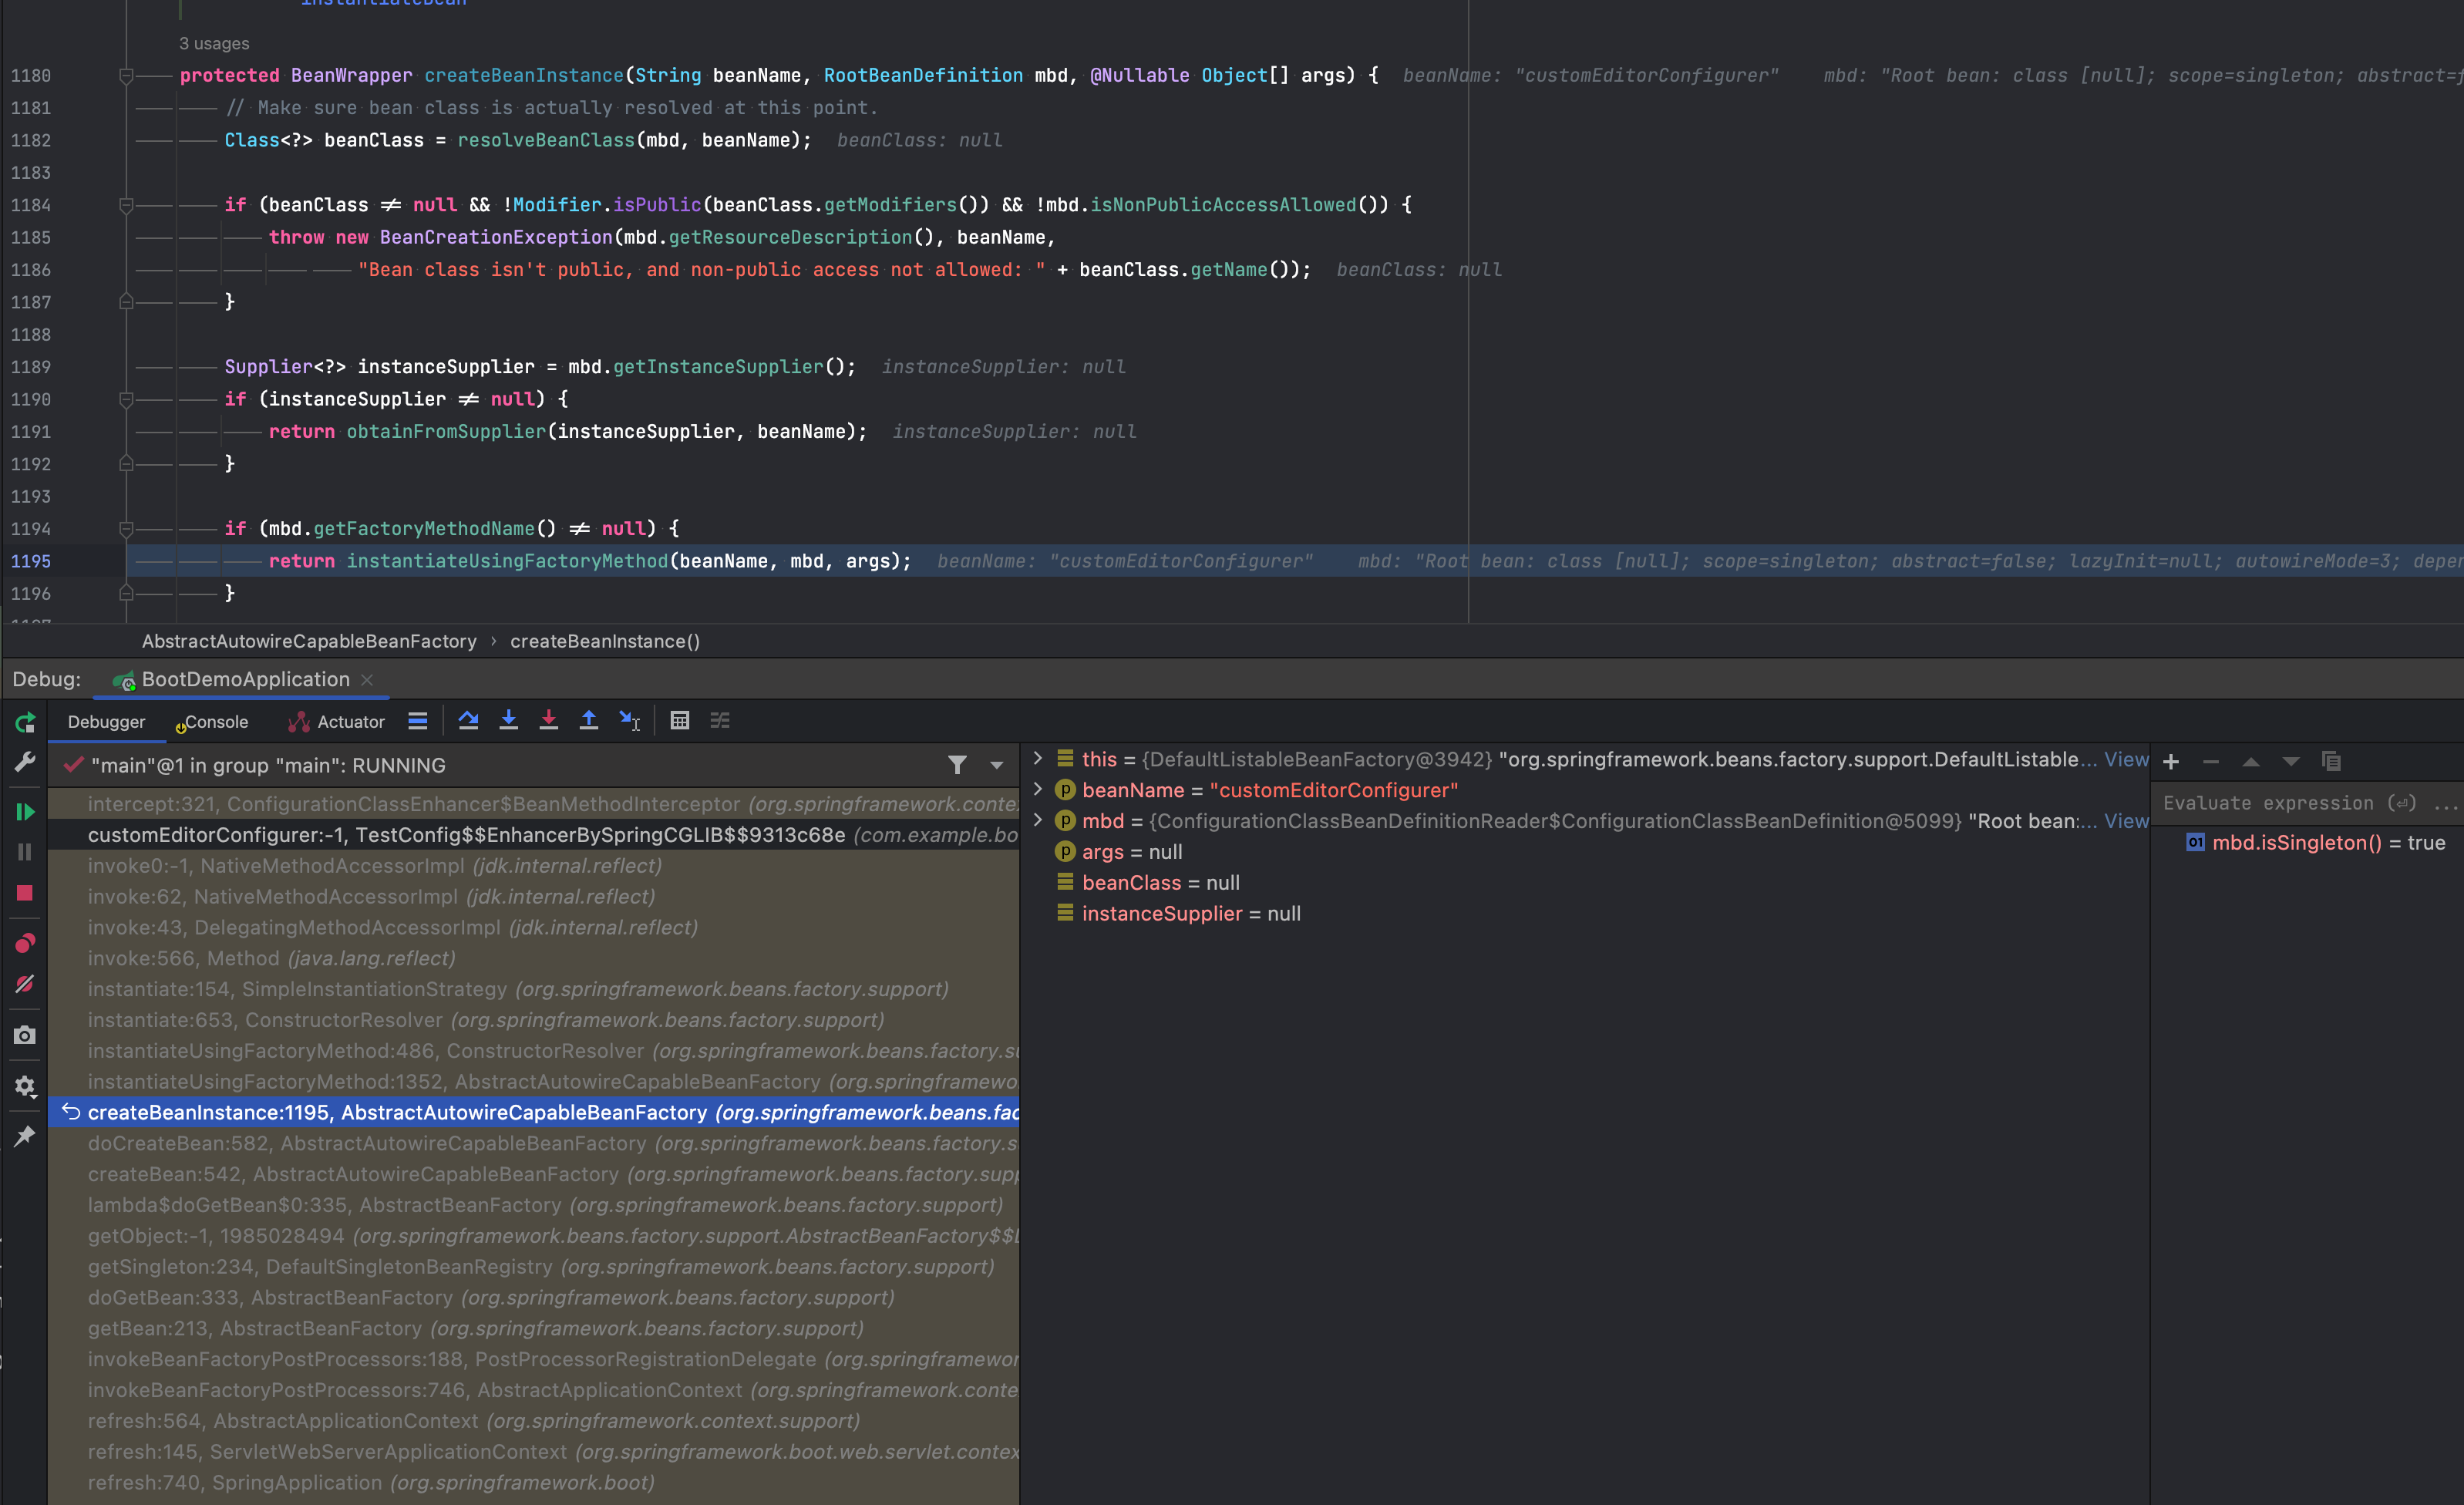 instantiateBean
3 usages
1180 protected BeanWrapper createBeanInstance(String beanName, RootBeanDefinition mbd, @Nullable Object[] args) { beanName: "customEditorConfigurer" mbd: "Root bean: class [null]; scope=singleton; abstract=f
1181 // Make sure bean class is actually resolved at this point.
1182 Class<?> beanClass = resolveBeanClass(mbd, beanName); beanClass: null
1183
1184 if (beanClass ≠ null && !Modifier.isPublic(beanClass.getModifiers()) && !mbd.isNonPublicAccessAllowed()) {
1185 throw new BeanCreationException(mbd.getResourceDescription(), beanName,
1186 "Bean class isn't public, and non-public access not allowed: " + beanClass.getName()); beanClass: null
1187 }
1188
1189 Supplier<?> instanceSupplier = mbd.getInstanceSupplier(); instanceSupplier: null
1190 if (instanceSupplier ≠ null) {
1191 return obtainFromSupplier(instanceSupplier, beanName); instanceSupplier: null
1192 }
1193
1194 if (mbd.getFactoryMethodName() ≠ null) {
1195 return instantiateUsingFactoryMethod(beanName, mbd, args); beanName: "customEditorConfigurer" mbd: "Root bean: class [null]; scope=singleton; abstract=false; lazyInit=null; autowireMode=3; deper
1196 }
AbstractAutowireCapableBeanFactory › createBeanInstance()
Debug: BootDemoApplication
Debugger Console Actuator
"main"@1 in group "main": RUNNING
intercept:321, ConfigurationClassEnhancer$BeanMethodInterceptor (org.springframework.conte
customEditorConfigurer:-1, TestConfig$$EnhancerBySpringCGLIB$$9313c68e (com.example.bo
invoke0:-1, NativeMethodAccessorImpl (jdk.internal.reflect)
invoke:62, NativeMethodAccessorImpl (jdk.internal.reflect)
invoke:43, DelegatingMethodAccessorImpl (jdk.internal.reflect)
invoke:566, Method (java.lang.reflect)
instantiate:154, SimpleInstantiationStrategy (org.springframework.beans.factory.support)
instantiate:653, ConstructorResolver (org.springframework.beans.factory.support)
instantiateUsingFactoryMethod:486, ConstructorResolver (org.springframework.beans.factory.su
instantiateUsingFactoryMethod:1352, AbstractAutowireCapableBeanFactory (org.springframewo
createBeanInstance:1195, AbstractAutowireCapableBeanFactory (org.springframework.beans.fac
doCreateBean:582, AbstractAutowireCapableBeanFactory (org.springframework.beans.factory.s
createBean:542, AbstractAutowireCapableBeanFactory (org.springframework.beans.factory.supp
lambda$doGetBean$0:335, AbstractBeanFactory (org.springframework.beans.factory.support)
getObject:-1, 1985028494 (org.springframework.beans.factory.support.AbstractBeanFactory$$L
getSingleton:234, DefaultSingletonBeanRegistry (org.springframework.beans.factory.support)
doGetBean:333, AbstractBeanFactory (org.springframework.beans.factory.support)
getBean:213, AbstractBeanFactory (org.springframework.beans.factory.support)
invokeBeanFactoryPostProcessors:188, PostProcessorRegistrationDelegate (org.springframewor
invokeBeanFactoryPostProcessors:746, AbstractApplicationContext (org.springframework.conte
refresh:564, AbstractApplicationContext (org.springframework.context.support)
refresh:145, ServletWebServerApplicationContext (org.springframework.boot.web.servlet.contex
refresh:740, SpringApplication (org.springframework.boot)
this = {DefaultListableBeanFactory@3942} "org.springframework.beans.factory.support.DefaultListable... View
beanName = "customEditorConfigurer"
mbd = {ConfigurationClassBeanDefinitionReader$ConfigurationClassBeanDefinition@5099} "Root bean:... View
args = null
beanClass = null
instanceSupplier = null
Evaluate expression (⏎) ...
mbd.isSingleton() = true